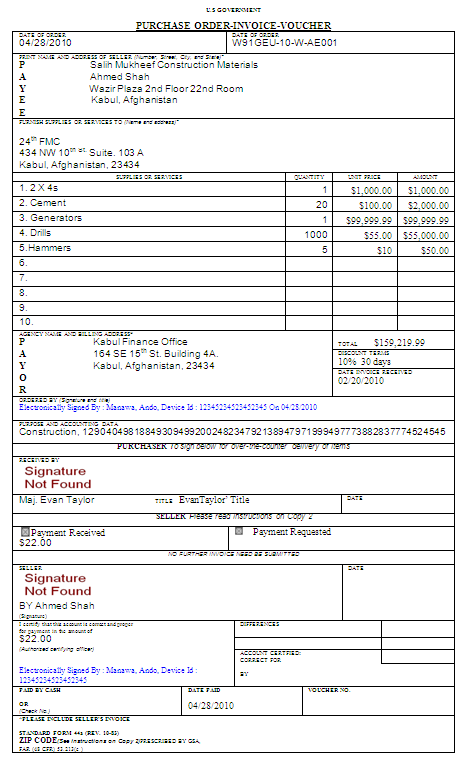 U.S GOVERNMENT
PURCHASE ORDER-INVOICE-VOUCHER
DATE OF ORDER
04/28/2010
DATE OF ORDER
W91GEU-10-W-AE001
PRINT NAME AND ADDRESS OF SELLER (Number, Street, City, and State)*
P Salih Mukheef Construction Materials
A Ahmed Shah
Y Wazir Plaza 2nd Floor 22nd Room
E Kabul, Afghanistan
E
FURNISH SUPPLIES OR SERVICES TO (Name and address)*
24th FMC
434 NW 10th St. Suite. 103 A
Kabul, Afghanistan, 23434
SUPPLIES OR SERVICES QUANTITY UNIT PRICE AMOUNT
1. 2 X 4s 1 $1,000.00 $1,000.00
2. Cement 20 $100.00 $2,000.00
3. Generators 1 $99,999.99 $99,999.99
4. Drills 1000 $55.00 $55,000.00
5.Hammers 5 $10 $50.00
6.
7.
8.
9.
10.
AGENCY NAME AND BILLING ADDRESS*
P Kabul Finance Office
A 164 SE 15th St. Building 4A.
Y Kabul, Afghanistan, 23434
O
R
TOTAL $159,219.99
DISCOUNT TERMS
10% 30 days
DATE INVOICE RECEIVED
02/20/2010
ORDERED BY (Signature and title)
Electronically Signed By : Manawa, Ando, Device Id : 12345234523452345 On 04/28/2010
PURPOSE AND ACCOUNTING DATA
Construction, 12904049818849309499200248234792138947971999497773882837774524545
PURCHASER To sign below for over-the-counter delivery of items
RECEIVED BY
Signature
Not Found
Maj. Evan Taylor TITLE EvanTaylor' Title DATE
SELLER Please read instructions on Copy 2
Payment Received
$22.00
Payment Requested
NO FURTHER INVOICE NEED BE SUBMITTED
SELLER
Signature
Not Found
BY Ahmed Shah
(Signature)
DATE
I certify that this account is correct and proper
for payment in the amount of
$22.00
(Authorized certifying officer)
Electronically Signed By : Manawa, Ando, Device Id :
12345234523452345
DIFFERENCES
ACCOUNT CERTIFIED:
CORRECT FOR
BY
PAID BY CASH
OR
(Check No.)
DATE PAID
04/28/2010
VOUCHER NO.
*PLEASE INCLUDE SELLER'S INVOICE
STANDARD FORM 44a (REV. 10-83)
ZIP CODE(See Instructions on Copy 2)PRESCRIBED BY GSA,
FAR (48 CFR) 53.213(c)